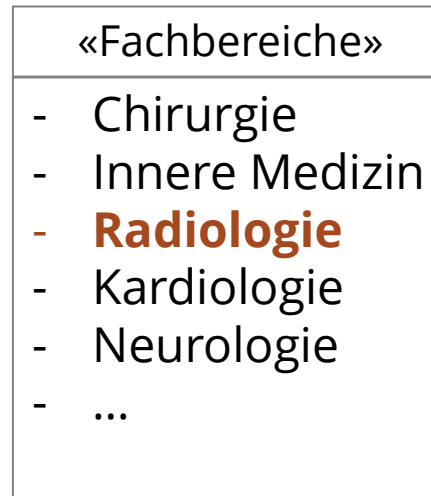 «Fachbereiche»
- Chirurgie
- Innere Medizin
- Radiologie
- Kardiologie
- Neurologie
- ...